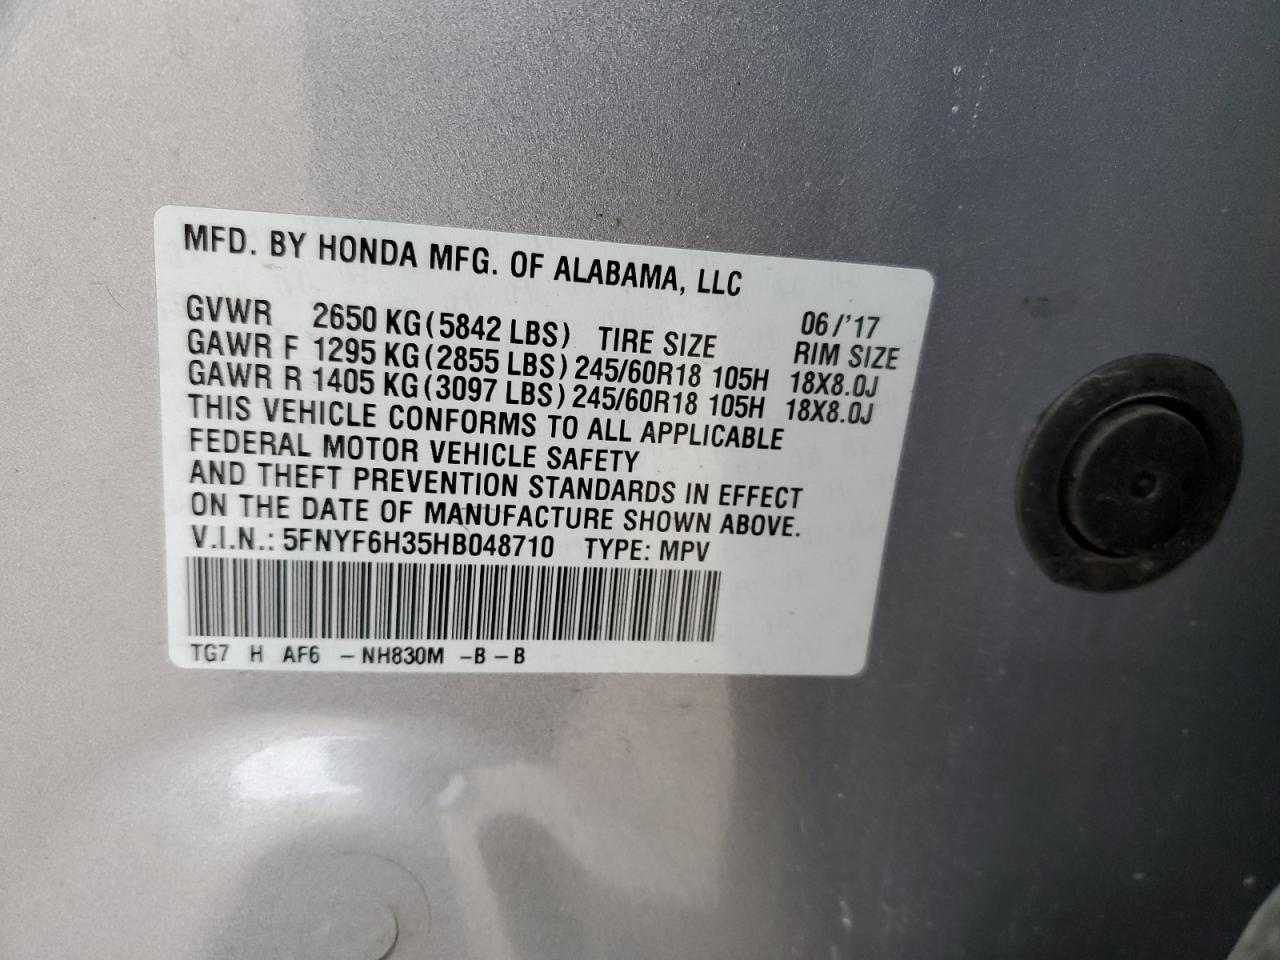 MFD. BY HONDA MFG. OF ALABAMA, LLC
06/'17
GVWR 2650 KG(5842 LBS) TIRE SIZE RIM SIZE
GAWR F 1295 KG(2855 LBS) 245/60R18 105H 18X8.0J
GAWR R 1405 KG(3097 LBS) 245/60R18 105H 18X8.0J
THIS VEHICLE CONFORMS TO ALL APPLICABLE
FEDERAL MOTOR VEHICLE SAFETY
AND THEFT PREVENTION STANDARDS IN EFFECT
ON THE DATE OF MANUFACTURE SHOWN ABOVE.
V.I.N.: 5FNYF6H35HB048710 TYPE: MPV
TG7 H AF6 -NH830M -B-B